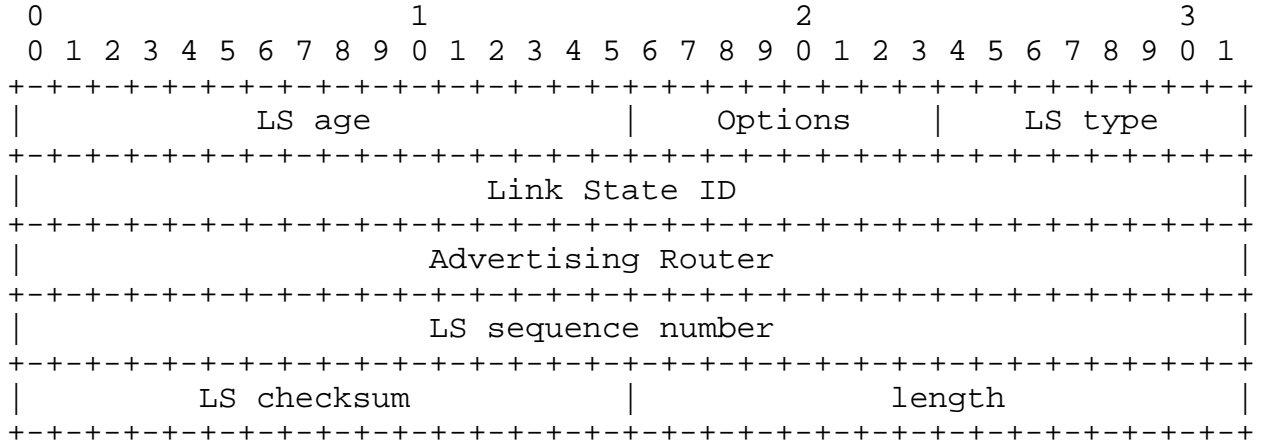 0                   1                   2                   3
 0 1 2 3 4 5 6 7 8 9 0 1 2 3 4 5 6 7 8 9 0 1 2 3 4 5 6 7 8 9 0 1
+-+-+-+-+-+-+-+-+-+-+-+-+-+-+-+-+-+-+-+-+-+-+-+-+-+-+-+-+-+-+-+-+
|            LS age             |    Options    |    LS type    |
+-+-+-+-+-+-+-+-+-+-+-+-+-+-+-+-+-+-+-+-+-+-+-+-+-+-+-+-+-+-+-+-+
|                        Link State ID                          |
+-+-+-+-+-+-+-+-+-+-+-+-+-+-+-+-+-+-+-+-+-+-+-+-+-+-+-+-+-+-+-+-+
|                     Advertising Router                        |
+-+-+-+-+-+-+-+-+-+-+-+-+-+-+-+-+-+-+-+-+-+-+-+-+-+-+-+-+-+-+-+-+
|                     LS sequence number                        |
+-+-+-+-+-+-+-+-+-+-+-+-+-+-+-+-+-+-+-+-+-+-+-+-+-+-+-+-+-+-+-+-+
|         LS checksum           |             length            |
+-+-+-+-+-+-+-+-+-+-+-+-+-+-+-+-+-+-+-+-+-+-+-+-+-+-+-+-+-+-+-+-+